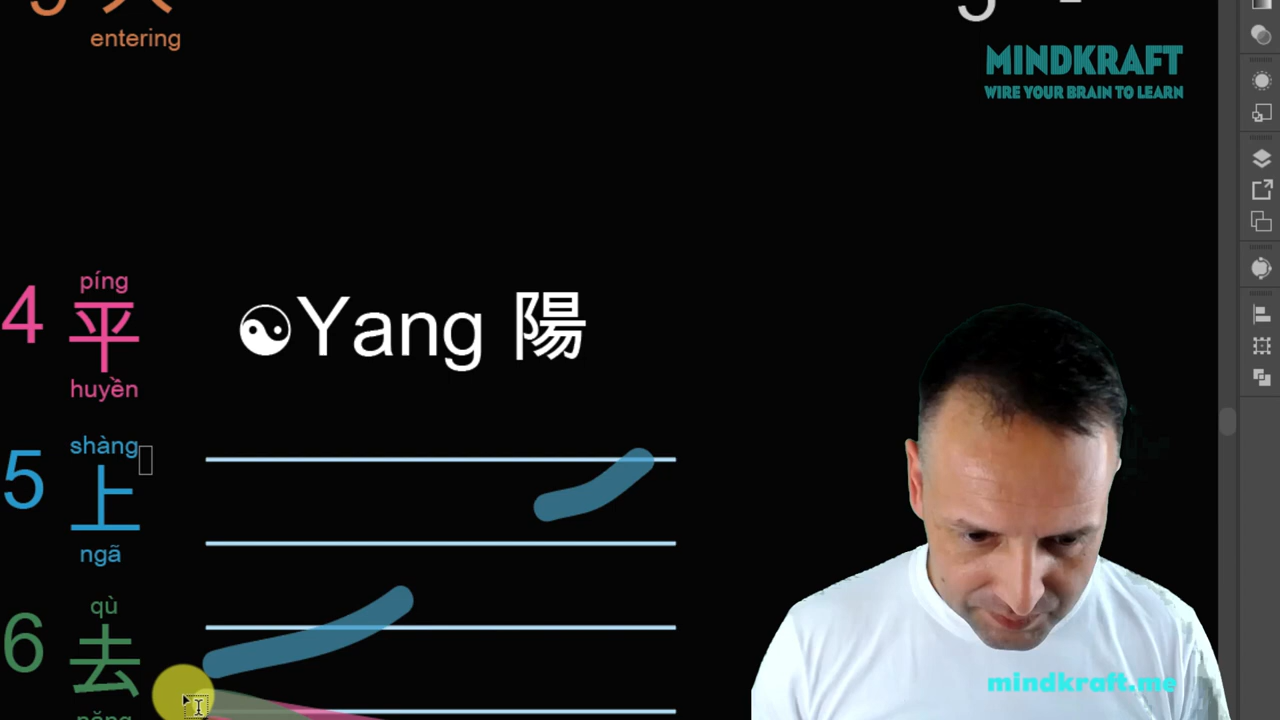 entering
MINDKRAFT
WIRE YOUR BRAIN TO LEARN
píng
4 平
huyền
☯Yang 陽
shàng
5 上
ngã
qù
6 去
mindkraft.me